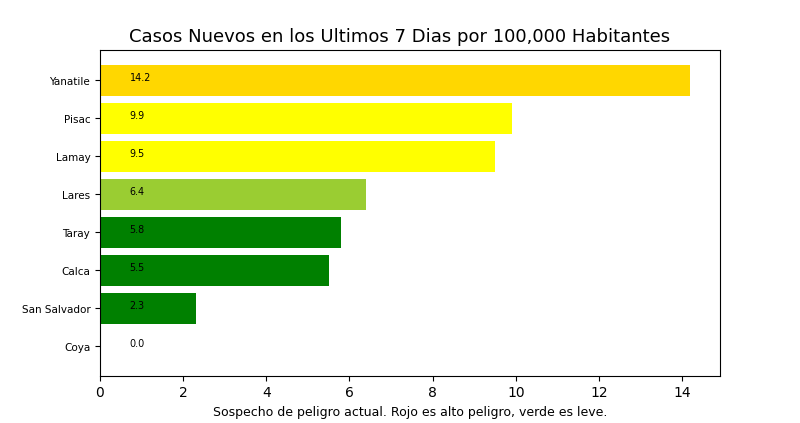 Casos Nuevos en los Ultimos 7 Dias por 100,000 Habitantes
Yanatile 14.2
Pisac 9.9
Lamay 9.5
Lares 6.4
Taray 5.8
Calca 5.5
San Salvador 2.3
Coya 0.0
0 2 4 6 8 10 12 14
Sospecho de peligro actual. Rojo es alto peligro, verde es leve.